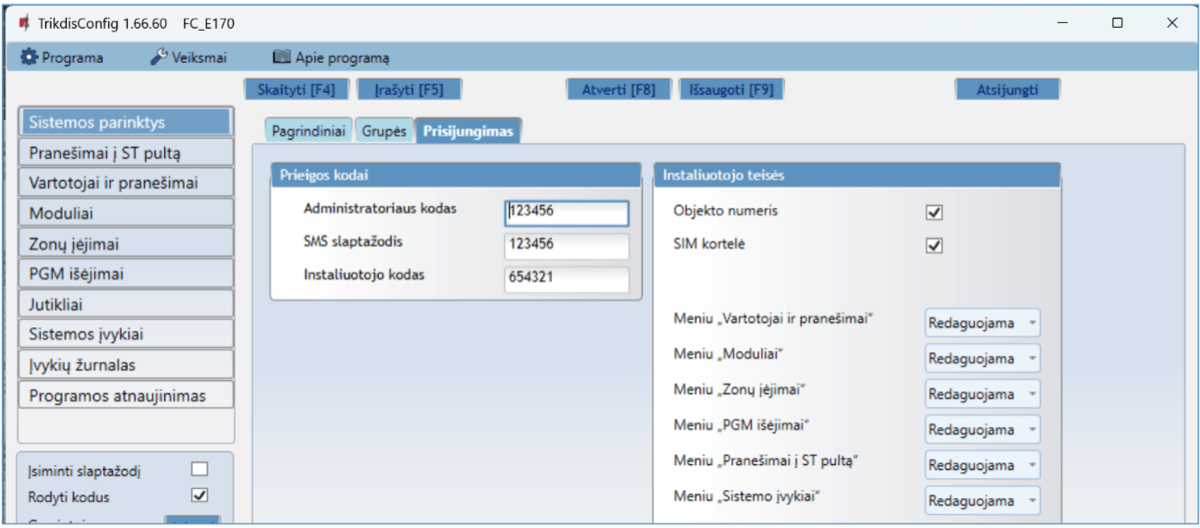 TrikdisConfig 1.66.60 FC_E170
Programa Veiksmai Apie programą
Skaityti [F4] Įrašyti [F5] Atverti [F8] Išsaugoti [F9] Atsijungti
Sistemos parinktys
Pranešimai į ST pultą
Vartotojai ir pranešimai
Moduliai
Zonų įėjimai
PGM išėjimai
Jutikliai
Sistemos įvykiai
Įvykių žurnalas
Programos atnaujinimas
Įsiminti slaptažodį
Rodyti kodus
Pagrindiniai Grupės Prisijungimas
Prieigos kodai
Administratoriaus kodas 123456
SMS slaptažodis 123456
Instaliuotojo kodas 654321
Instaliuotojo teisės
Objekto numeris
SIM kortelė
Meniu „Vartotojai ir pranešimai“ Redaguojama
Meniu „Moduliai“ Redaguojama
Meniu „Zonų įėjimai“ Redaguojama
Meniu „PGM išėjimai“ Redaguojama
Meniu „Pranešimai į ST pultą“ Redaguojama
Meniu „Sistemo įvykiai“ Redaguojama